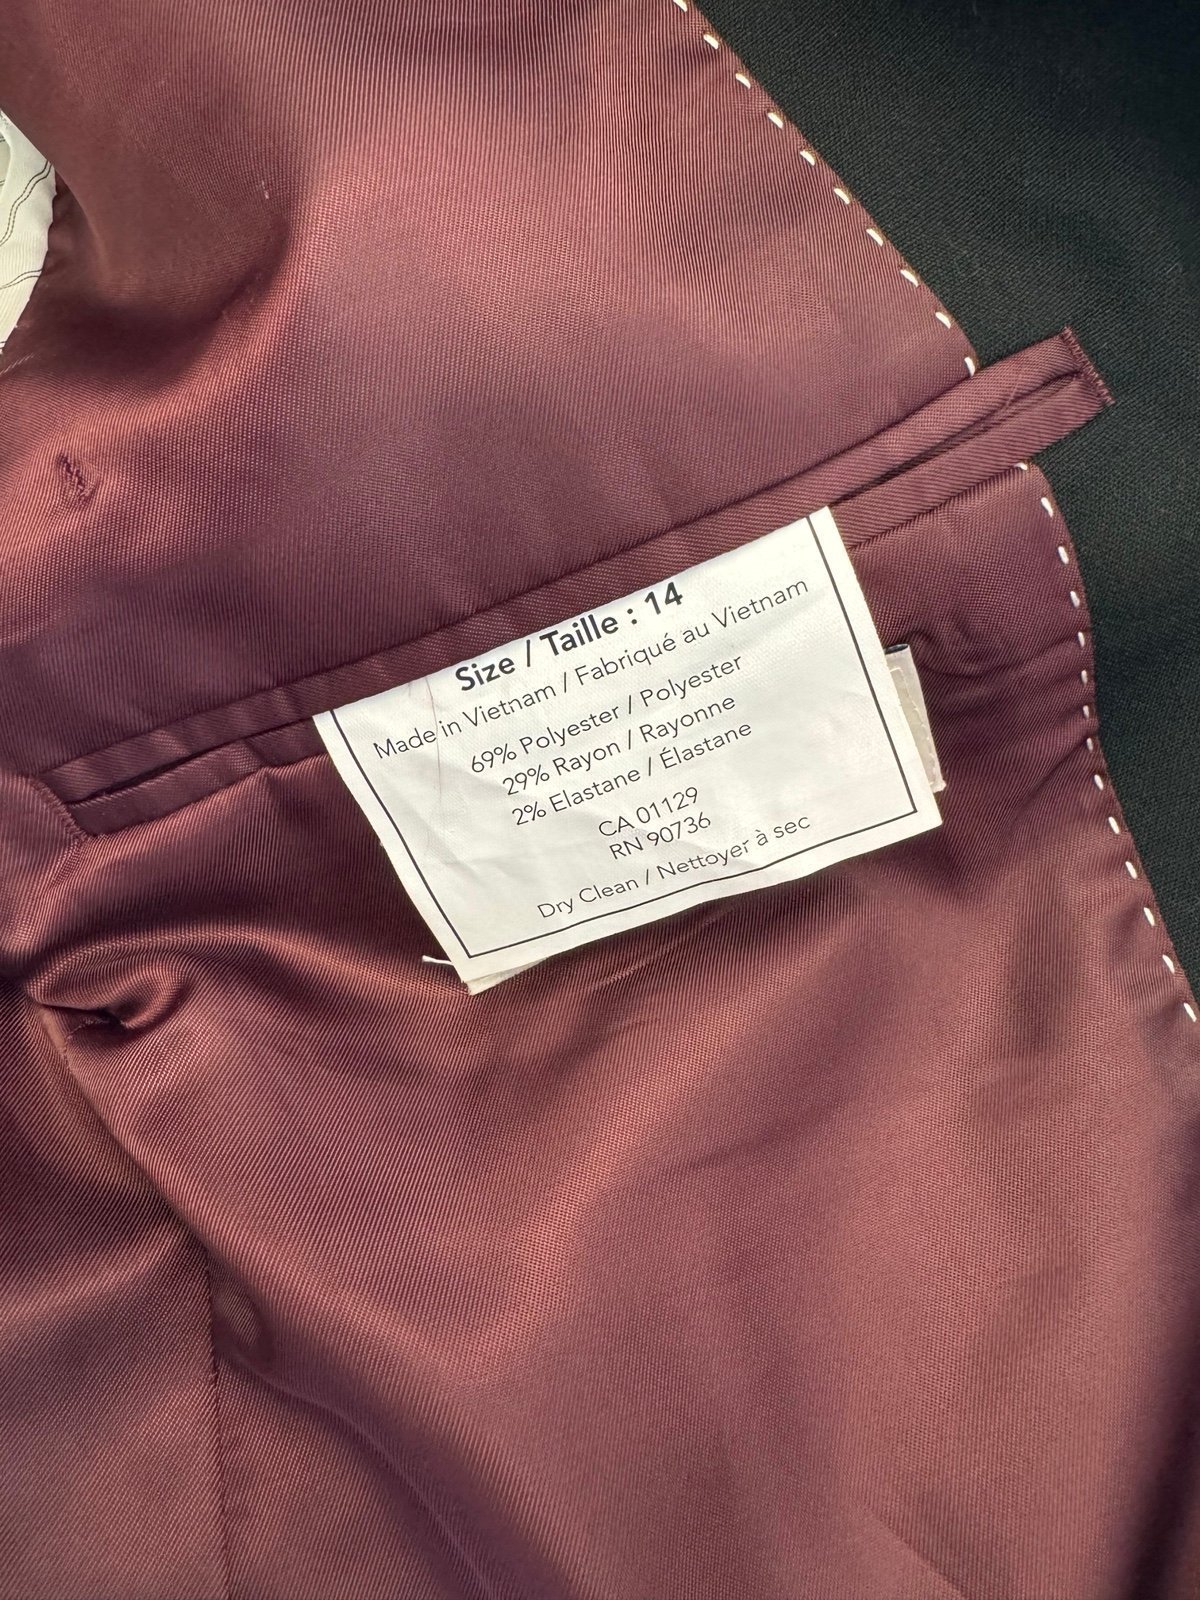 Size / Taille : 14
Made in Vietnam / Fabriqué au Vietnam
69% Polyester / Polyester
29% Rayon / Rayonne
2% Elastane / Élastane
CA 01129
RN 90736
Dry Clean / Nettoyer à sec